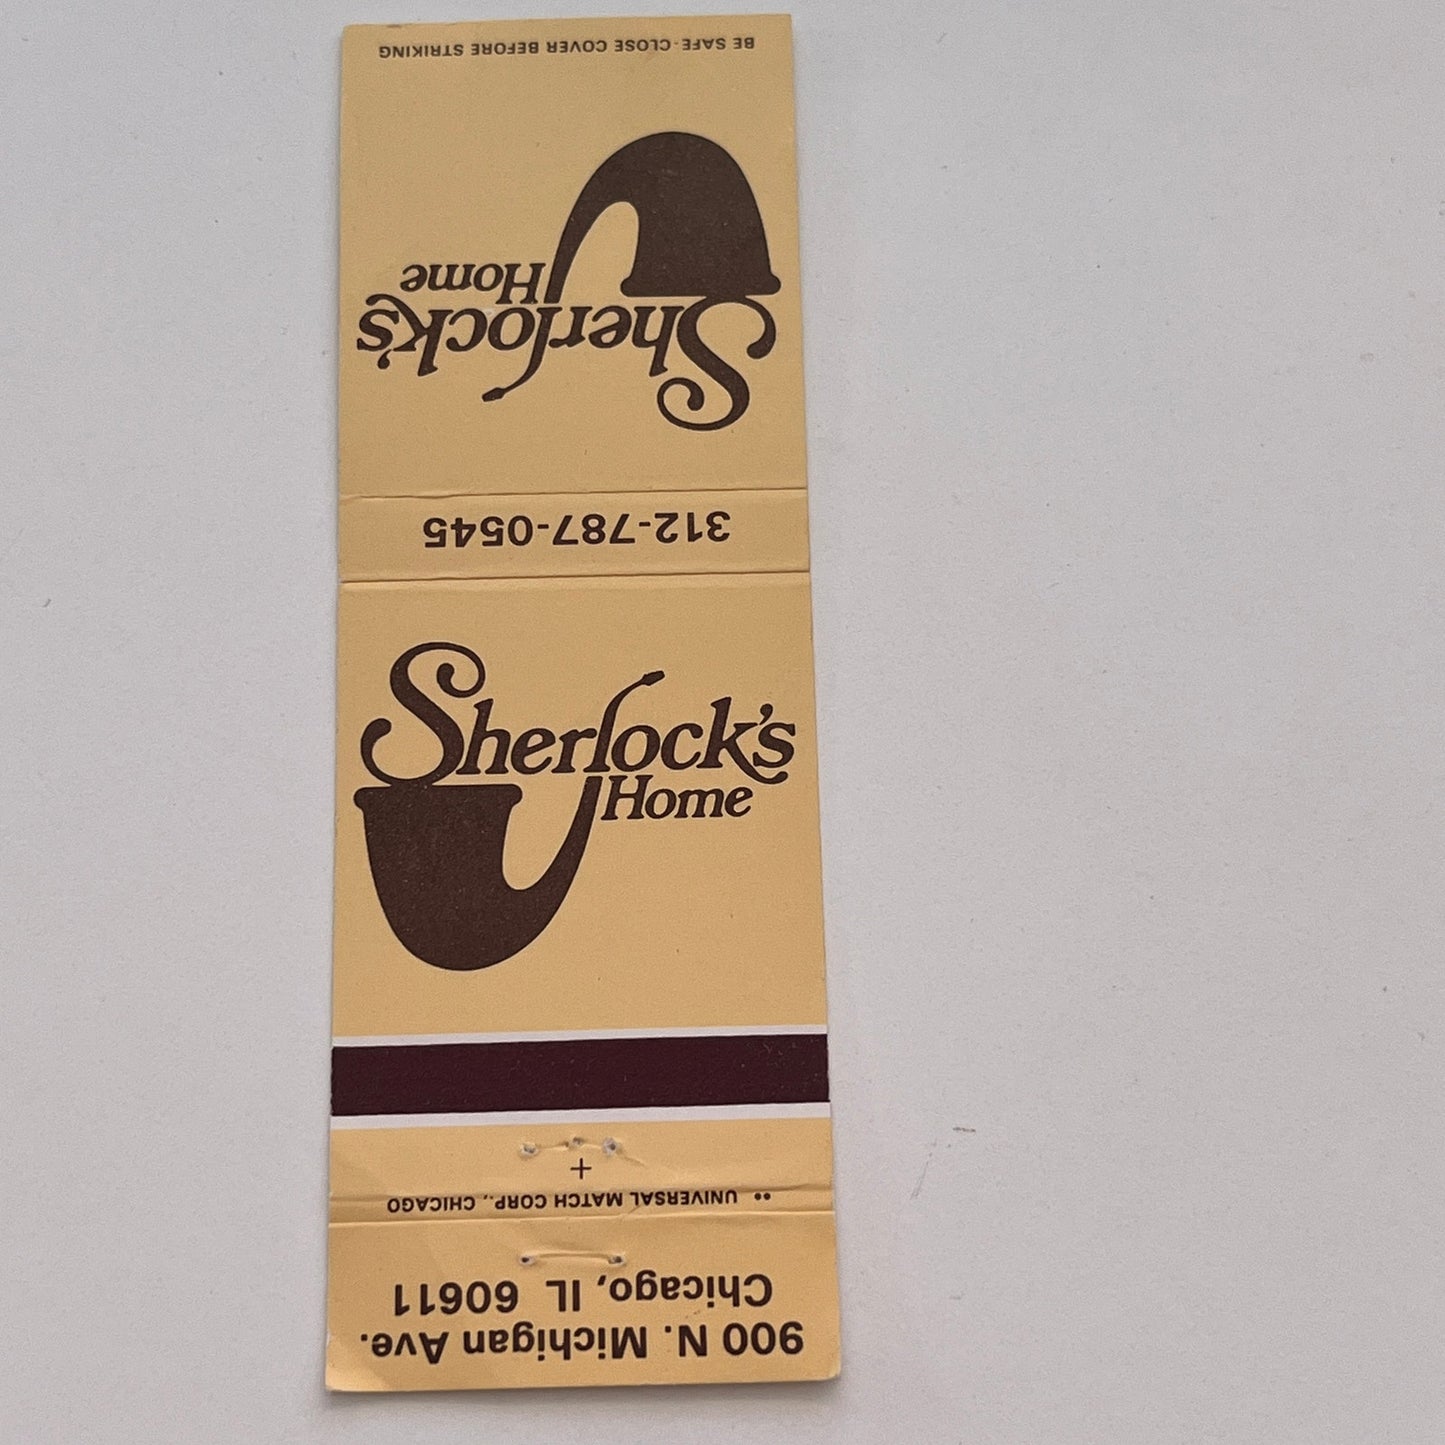 BE SAFE-CLOSE COVER BEFORE STRIKING
Sherlock's
Home
312-787-0545
Sherlock's
Home
•• UNIVERSAL MATCH CORP., CHICAGO
900 N. Michigan Ave.
Chicago, IL 60611